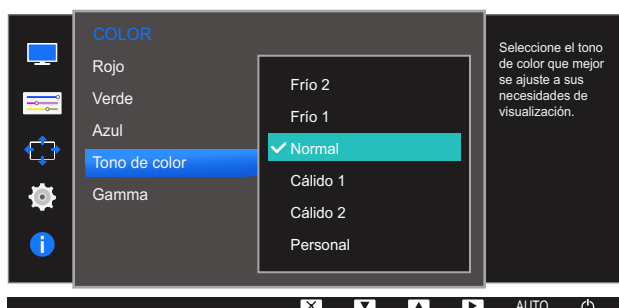 COLOR
Rojo
Verde
Azul
Tono de color
Gamma
Frío 2
Frío 1
Normal
Cálido 1
Cálido 2
Personal
Seleccione el tono
de color que mejor
se ajuste a sus
necesidades de
visualización.
AUTO